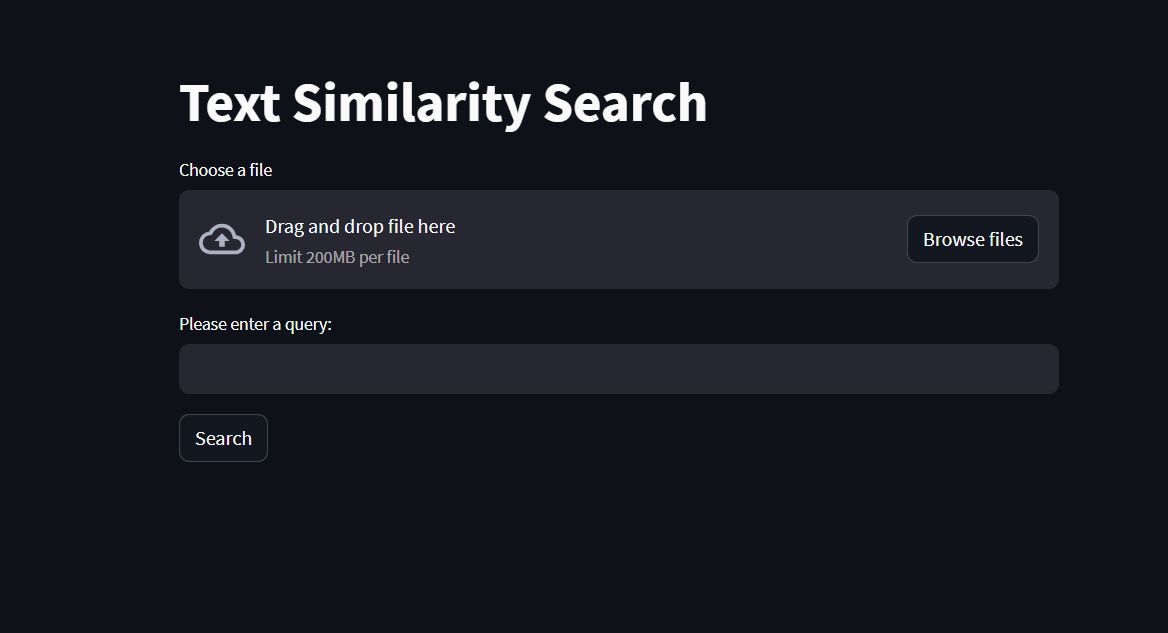 Text Similarity Search
Choose a file
Drag and drop file here
Limit 200MB per file
Browse files
Please enter a query:
Search